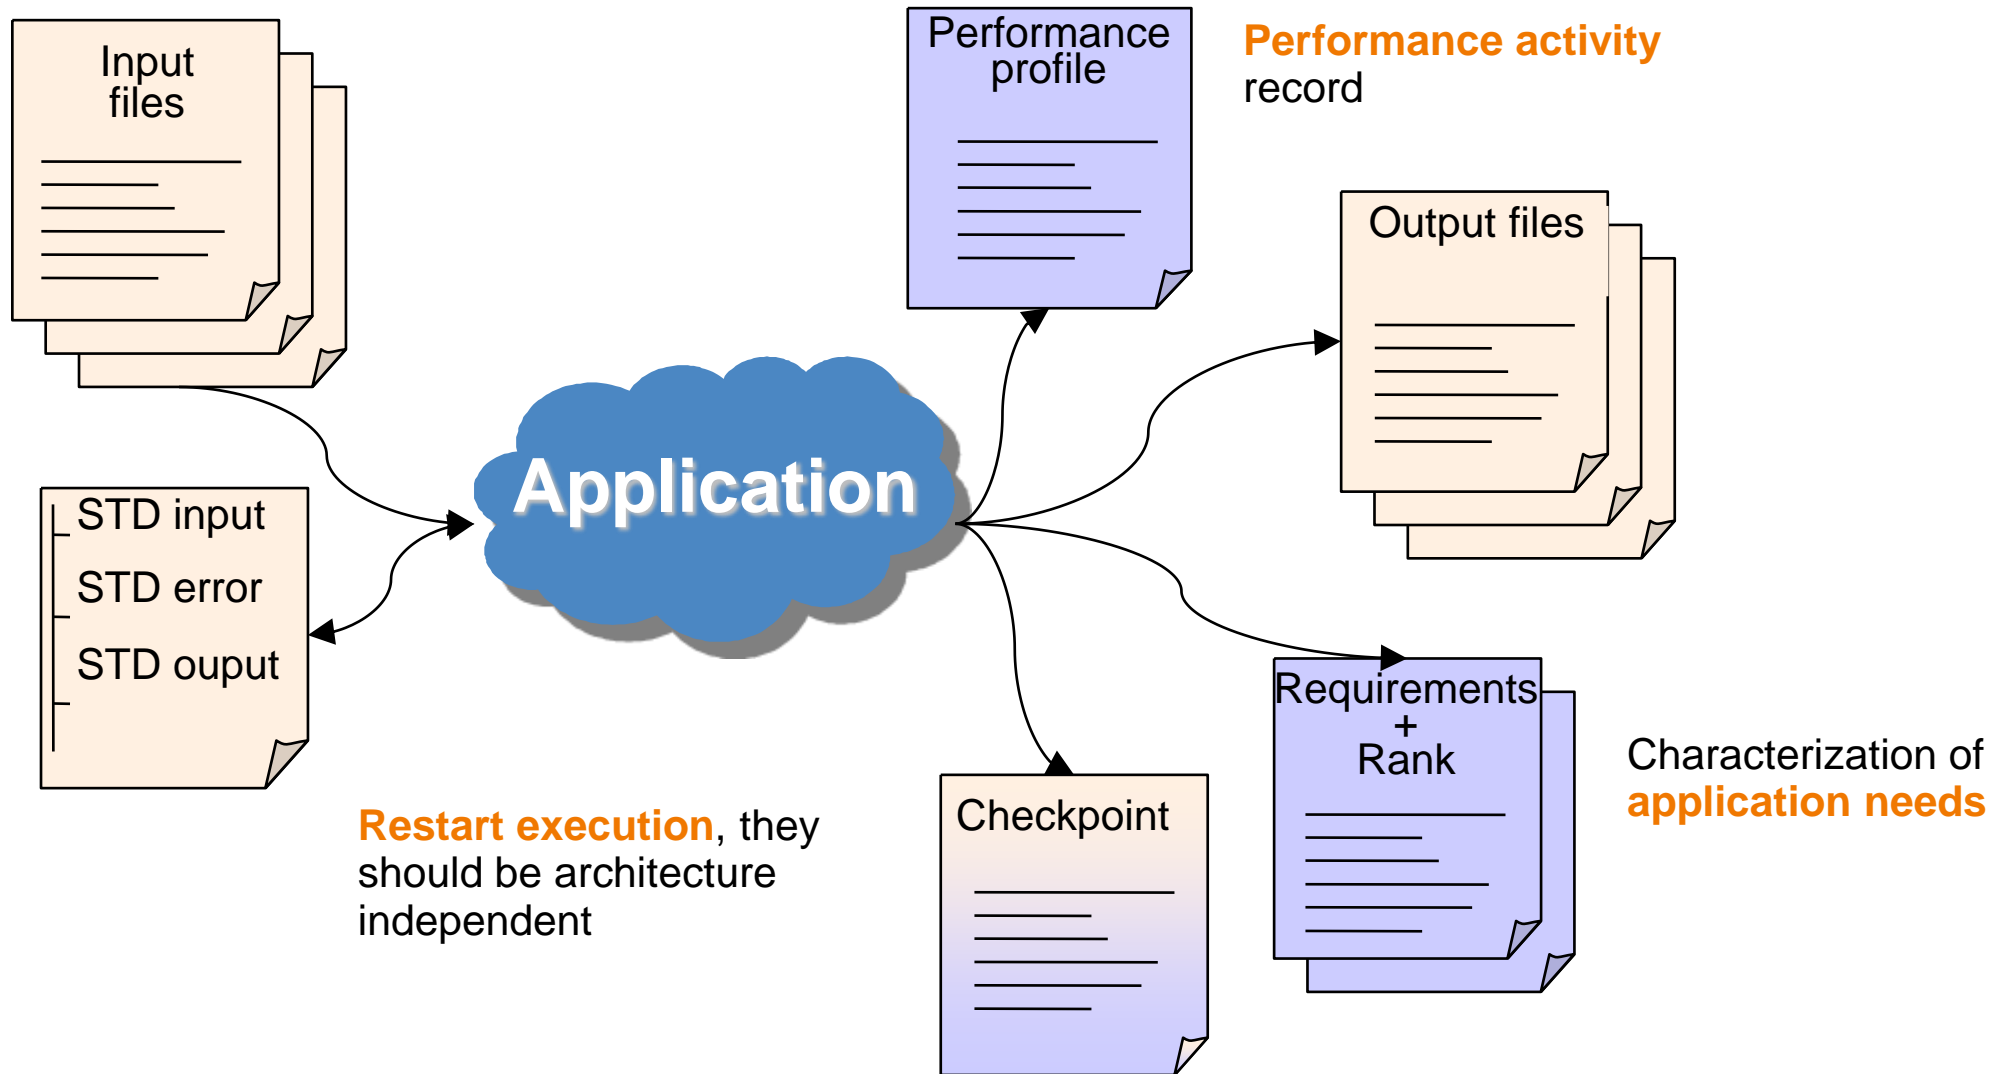 Input
files
Performance
profile
Performance activity
record
Output files
Application
STD input
STD error
STD ouput
Requirements
+
Rank
Characterization of
application needs
Checkpoint
Restart execution, they
should be architecture
independent